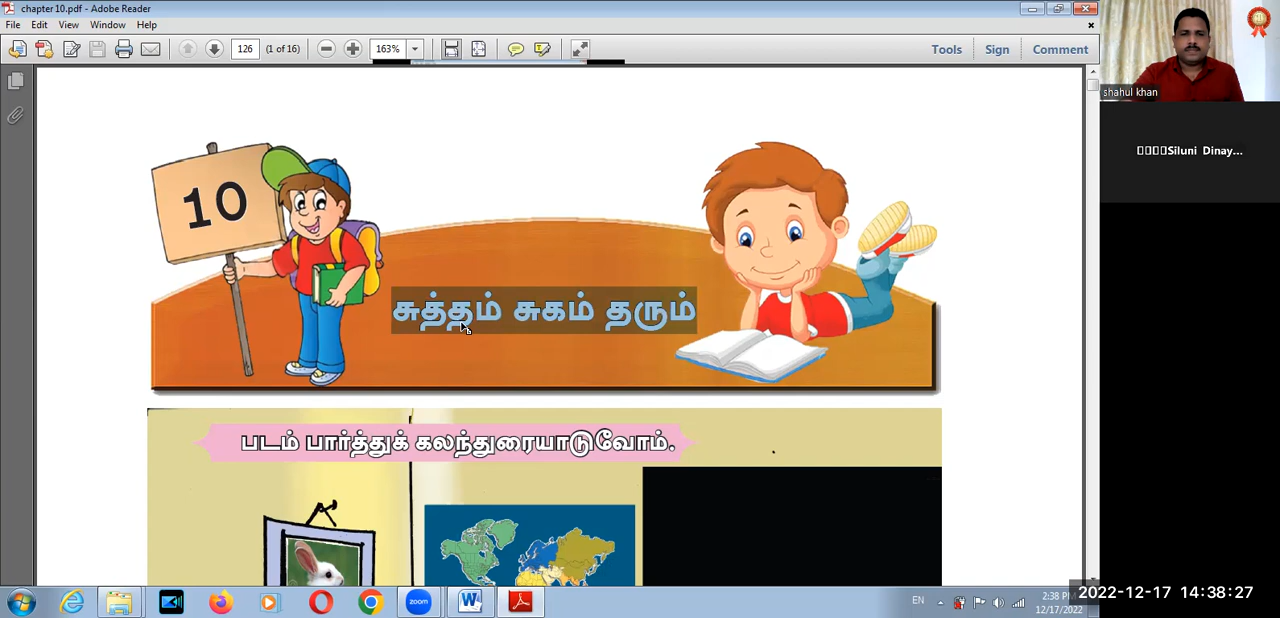 chapter 10.pdf - Adobe Reader
File Edit View Window Help
126 (1 of 16) 163% Tools Sign Comment
shahul khan
Siluni Dinay...
10
சுத்தம் சுகம் தரும்
படம் பார்த்துக் கலந்துரையாடுவோம்.
zoom
EN
2:38 PM
12/17/2022
2022-12-17 14:38:27